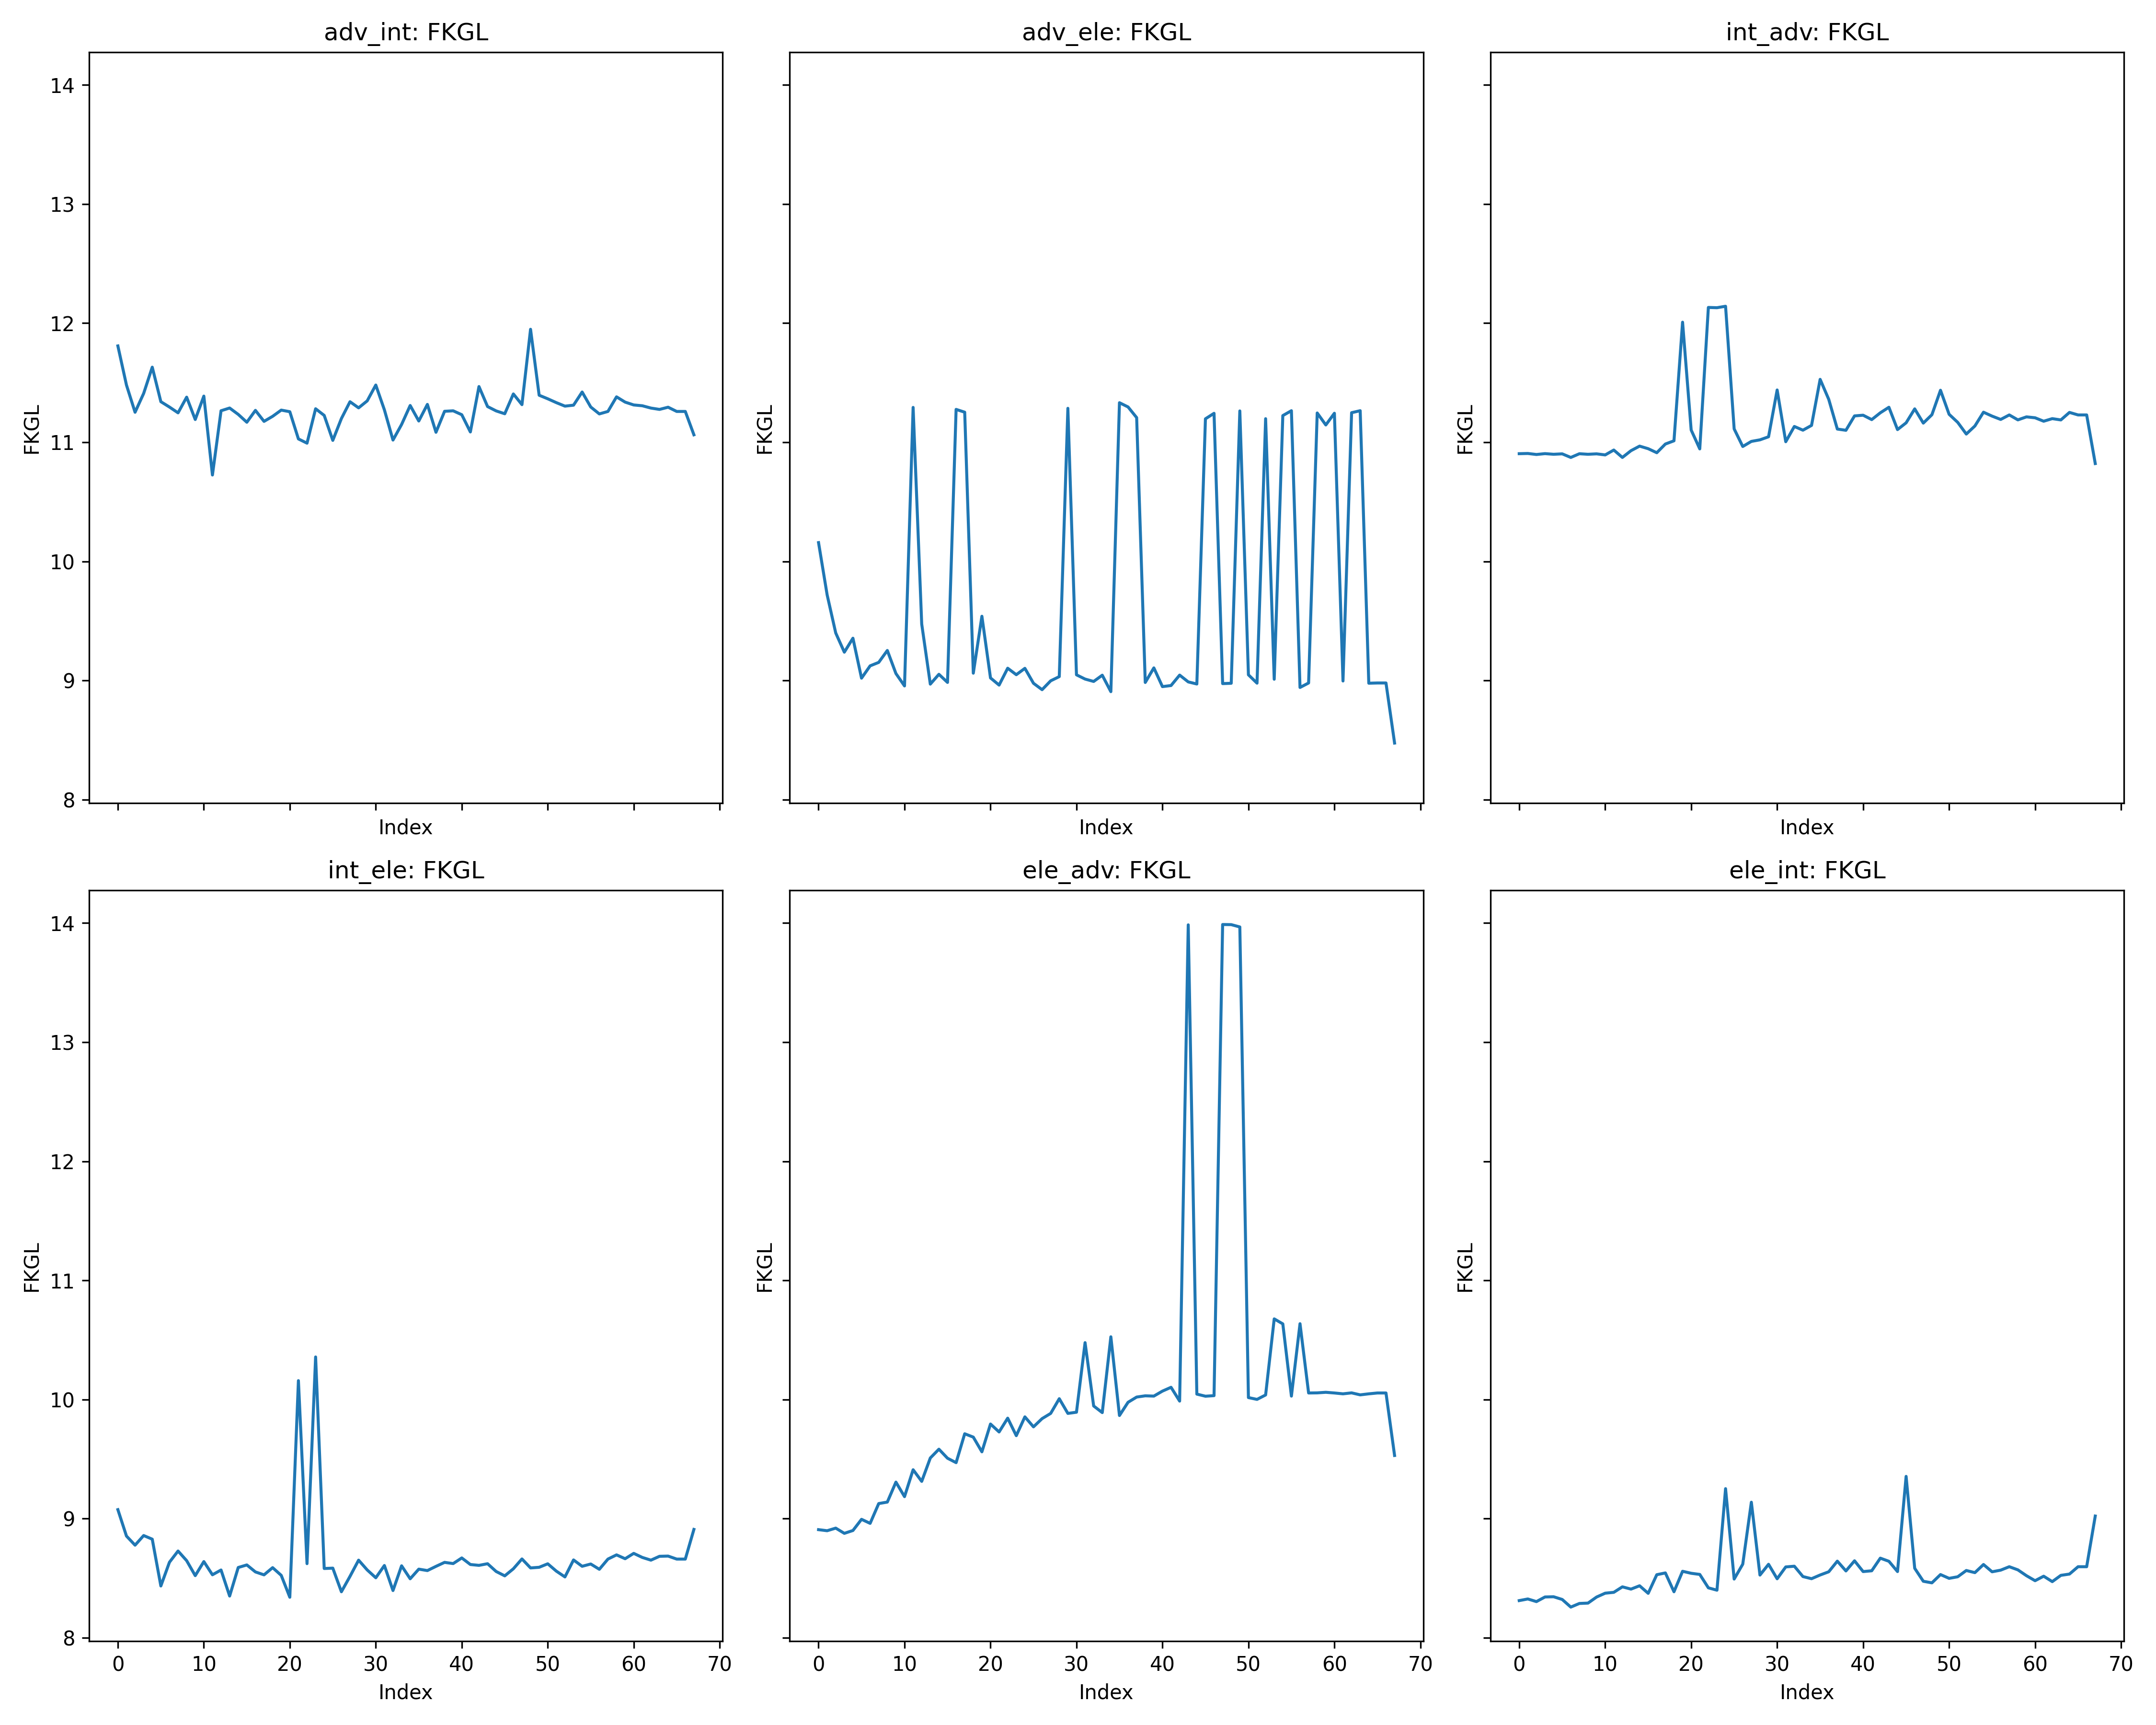 adv_int: FKGL
adv_ele: FKGL
int_adv: FKGL
14
13
12
11
10
9
8
FKGL
FKGL
FKGL
Index
Index
Index
int_ele: FKGL
ele_adv: FKGL
ele_int: FKGL
14
13
12
11
10
9
8
FKGL
FKGL
FKGL
0 10 20 30 40 50 60 70
0 10 20 30 40 50 60 70
0 10 20 30 40 50 60 70
Index
Index
Index